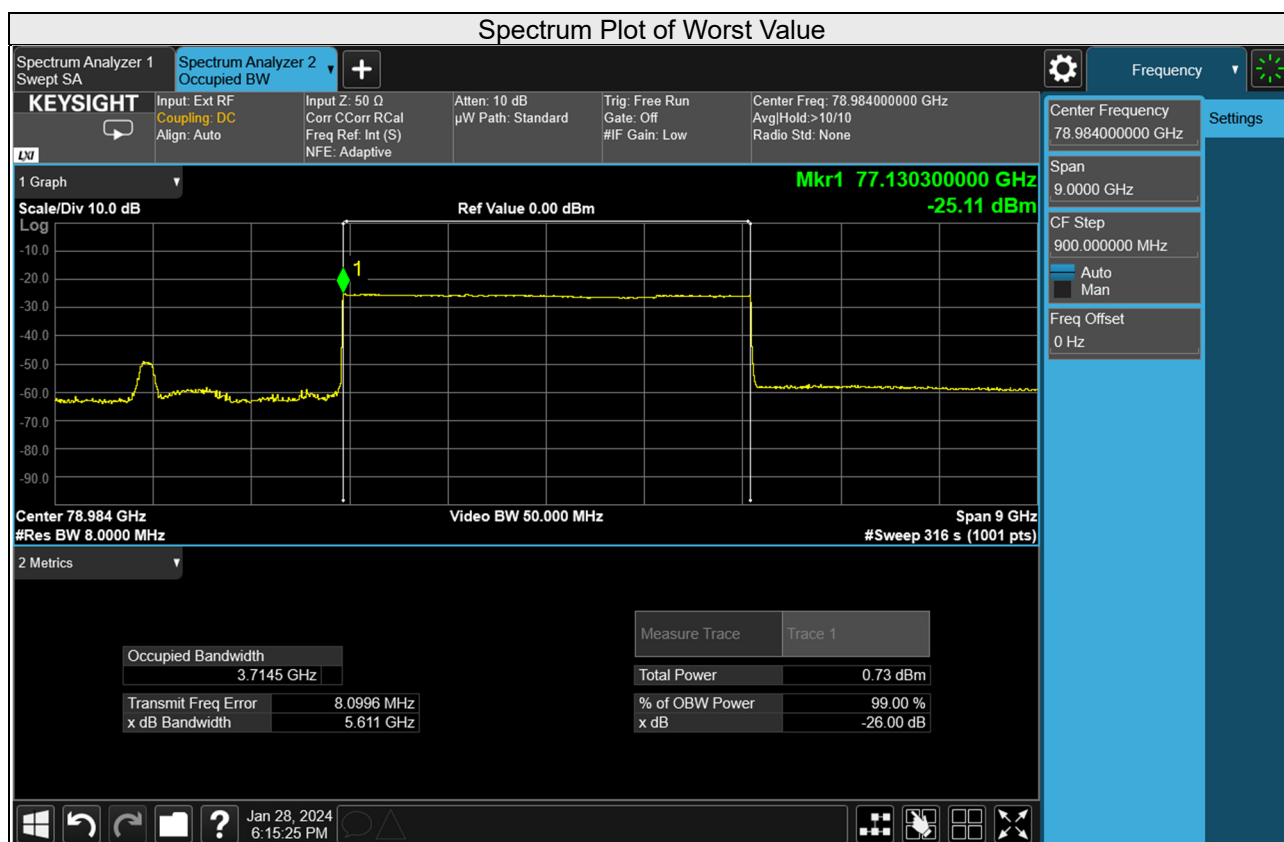 Spectrum Plot of Worst Value
Spectrum Analyzer 1
Swept SA
Spectrum Analyzer 2
Occupied BW
Frequency
KEYSIGHT
LXI
Input: Ext RF
Coupling: DC
Align: Auto
Input Z: 50 Ω
Corr CCorr RCal
Freq Ref: Int (S)
NFE: Adaptive
Atten: 10 dB
µW Path: Standard
Trig: Free Run
Gate: Off
#IF Gain: Low
Center Freq: 78.984000000 GHz
Avg|Hold:>10/10
Radio Std: None
Center Frequency
78.984000000 GHz
Settings
Span
9.0000 GHz
CF Step
900.000000 MHz
Auto
Man
Freq Offset
0 Hz
1 Graph
Mkr1 77.130300000 GHz
-25.11 dBm
Scale/Div 10.0 dB
Ref Value 0.00 dBm
Log
-10.0
-20.0
-30.0
-40.0
-50.0
-60.0
-70.0
-80.0
-90.0
1
Center 78.984 GHz
Video BW 50.000 MHz
Span 9 GHz
#Res BW 8.0000 MHz
#Sweep 316 s (1001 pts)
2 Metrics
Measure Trace Trace 1
Occupied Bandwidth
3.7145 GHz
Total Power 0.73 dBm
Transmit Freq Error 8.0996 MHz
% of OBW Power 99.00 %
x dB Bandwidth 5.611 GHz
x dB -26.00 dB
Jan 28, 2024
6:15:25 PM